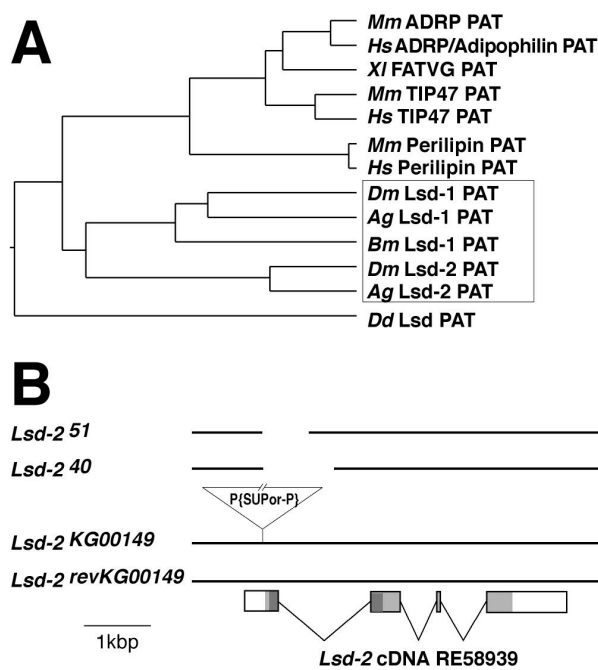 A
Mm ADRP PAT
Hs ADRP/Adipophilin PAT
Xl FATVG PAT
Mm TIP47 PAT
Hs TIP47 PAT
Mm Perilipin PAT
Hs Perilipin PAT
Dm Lsd-1 PAT
Ag Lsd-1 PAT
Bm Lsd-1 PAT
Dm Lsd-2 PAT
Ag Lsd-2 PAT
Dd Lsd PAT
B
Lsd-2 51
Lsd-2 40
P{SUPor-P}
Lsd-2 KG00149
Lsd-2 revKG00149
1kbp
Lsd-2 cDNA RE58939